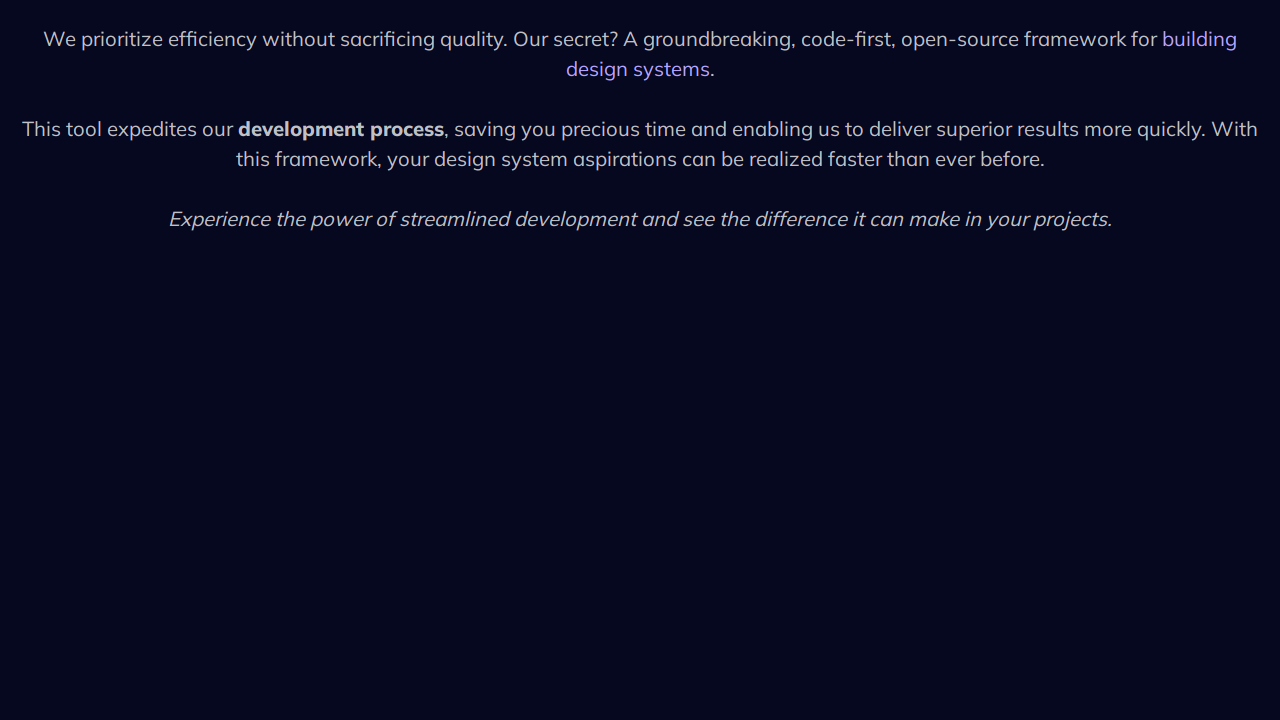 We prioritize efficiency without sacrificing quality. Our secret? A groundbreaking, code-first, open-source framework for building
design systems.
This tool expedites our development process, saving you precious time and enabling us to deliver superior results more quickly. With
this framework, your design system aspirations can be realized faster than ever before.
Experience the power of streamlined development and see the difference it can make in your projects.